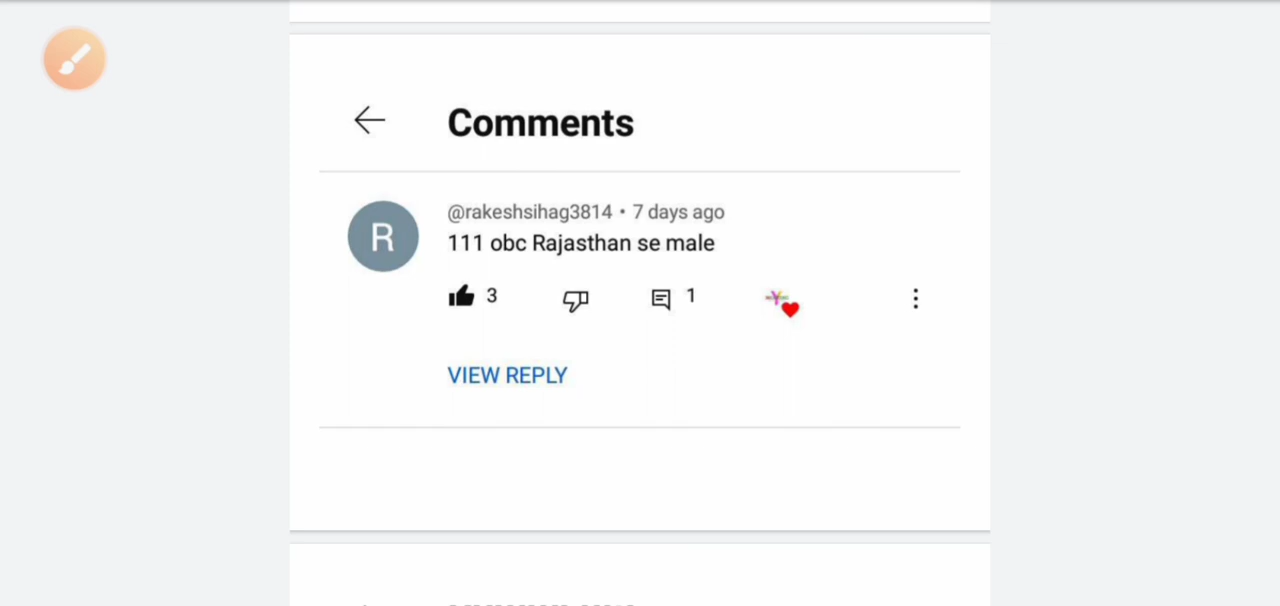 Comments
R
@rakeshsihag3814 • 7 days ago
111 obc Rajasthan se male
3
1
VIEW REPLY